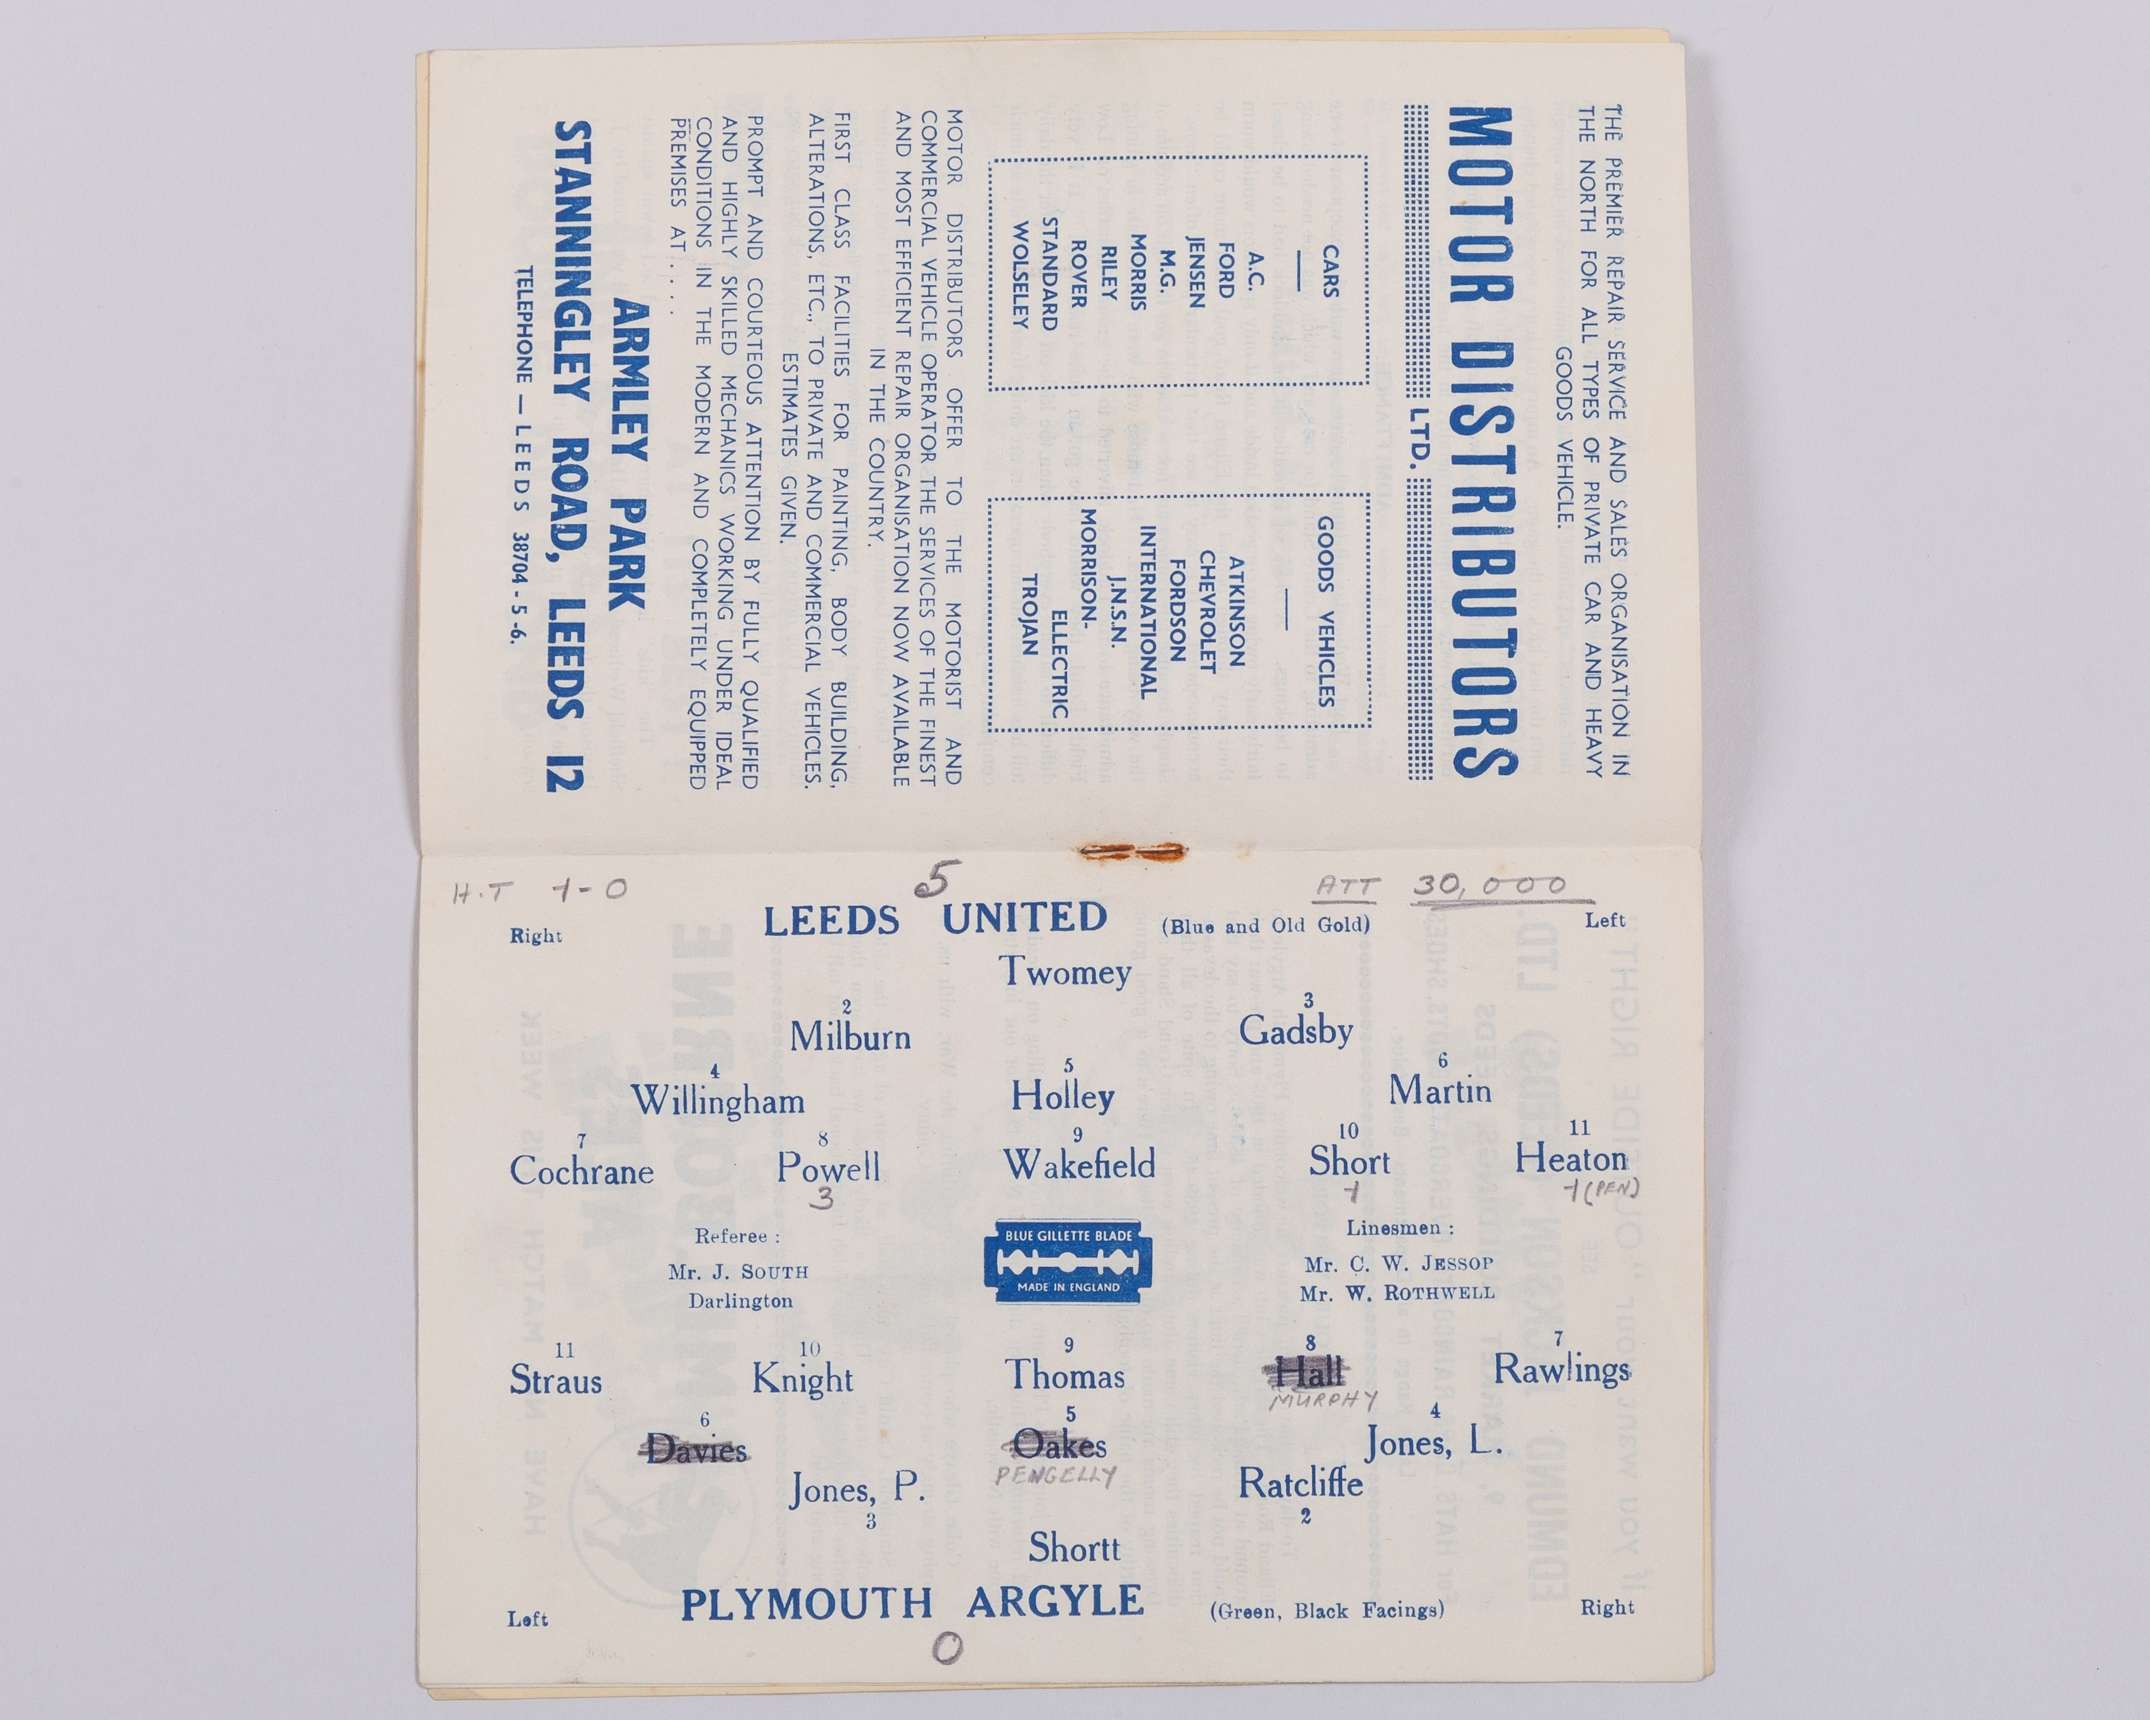 THE PREMIER REPAIR SERVICE AND SALES ORGANISATION IN
THE NORTH FOR ALL TYPES OF PRIVATE CAR AND HEAVY
GOODS VEHICLE.
MOTOR DISTRIBUTORS
LTD.
CARS
A.C.
FORD
JENSEN
M.G.
MORRIS
RILEY
ROVER
STANDARD
WOLSELEY
GOODS VEHICLES
ATKINSON
CHEVROLET
FORDSON
INTERNATIONAL
J.N.S.N.
MORRISON-
ELLECTRIC
TROJAN
MOTOR DISTRIBUTORS OFFER TO THE MOTORIST AND
COMMERCIAL VEHICLE OPERATOR THE SERVICES OF THE FINEST
AND MOST EFFICIENT REPAIR ORGANISATION NOW AVAILABLE
IN THE COUNTRY.
FIRST CLASS FACILITIES FOR PAINTING, BODY BUILDING,
ALTERATIONS, ETC., TO PRIVATE AND COMMERCIAL VEHICLES.
ESTIMATES GIVEN.
PROMPT AND COURTEOUS ATTENTION BY FULLY QUALIFIED
AND HIGHLY SKILLED MECHANICS WORKING UNDER IDEAL
CONDITIONS IN THE MODERN AND COMPLETELY EQUIPPED
PREMISES AT . . . .
ARMLEY PARK
STANNINGLEY ROAD, LEEDS 12
TELEPHONE — LEEDS 38704 - 5 -6.
H.T 1-0 5 ATT 30,000
Right LEEDS UNITED (Blue and Old Gold) Left
Twomey
2 3
Milburn Gadsby
4 5 6
Willingham Holley Martin
7 8 9 10 11
Cochrane Powell Wakefield Short Heaton
3 1 1 (PEN)
Referee : BLUE GILLETTE BLADE Linesmen :
Mr. J. SOUTH MADE IN ENGLAND Mr. C. W. JESSOP
Darlington Mr. W. ROTHWELL
11 10 9 8 7
Straus Knight Thomas Hall Rawlings
MURPHY
6 5 4
Davies Oakes Jones, L.
PENGELLY
Jones, P. Ratcliffe
3 2
Shortt
Left PLYMOUTH ARGYLE (Green, Black Facings) Right
0